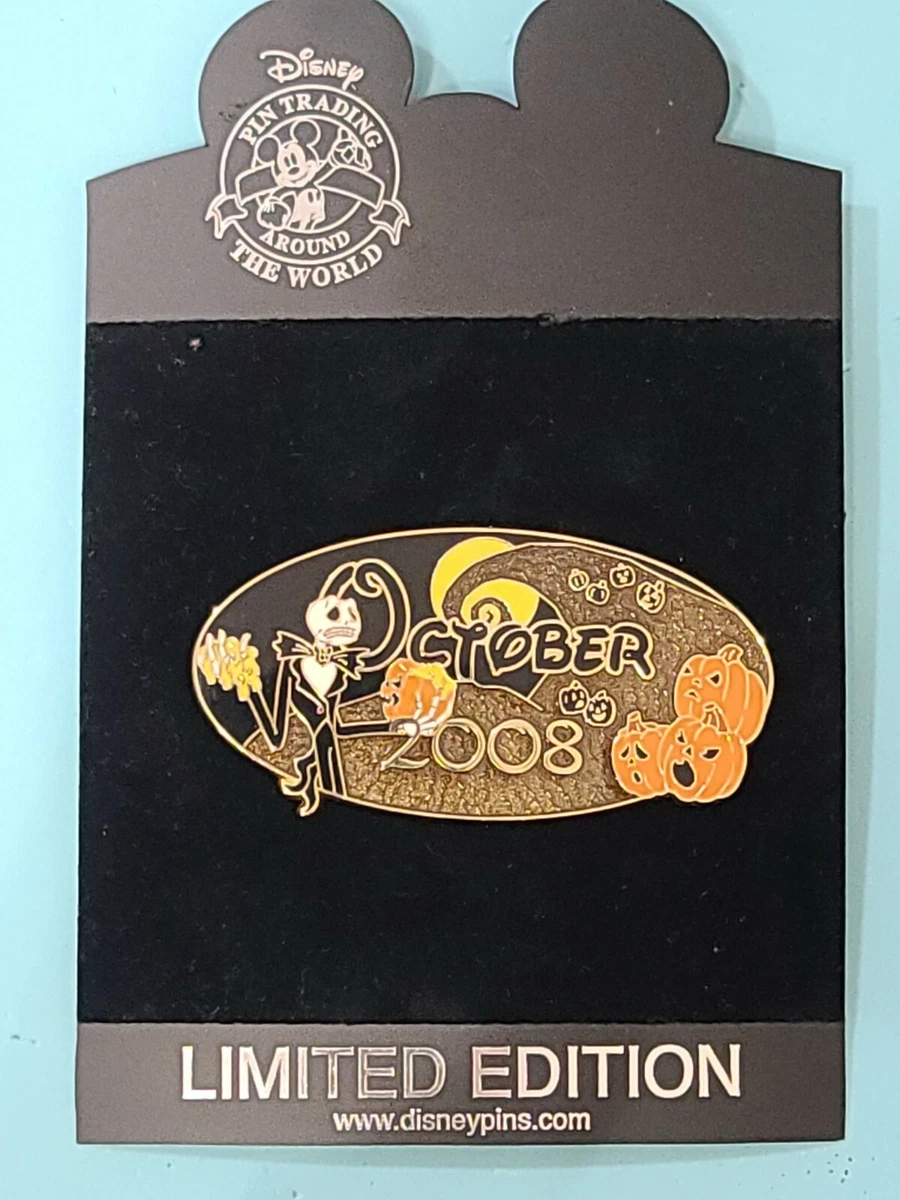 Disney
PIN TRADING
AROUND
THE WORLD
OCTOBER
2008
LIMITED EDITION
www.disneypins.com